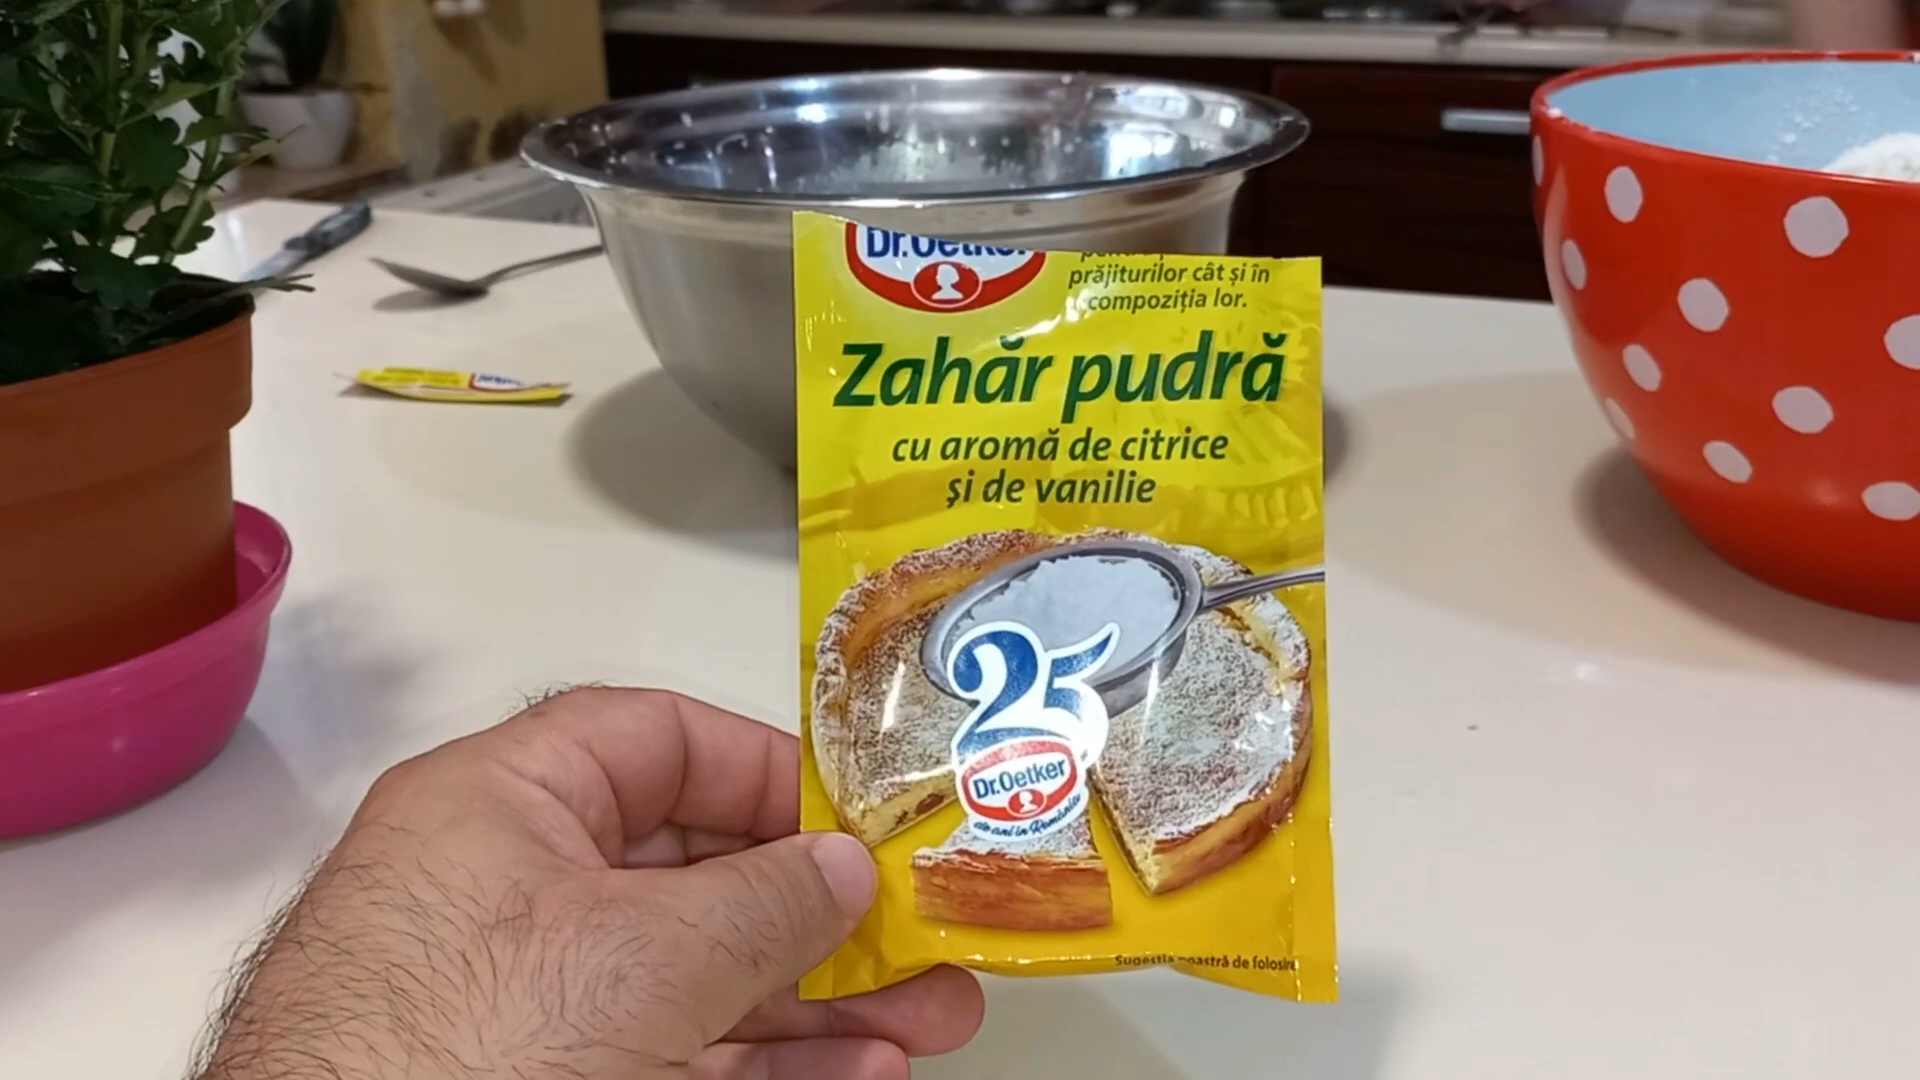 Dr.Oetker
prăjiturilor cât și în
compoziția lor.
Zahăr pudră
cu aromă de citrice
și de vanilie
25
Dr.Oetker
de ani în România
Sugestia noastră de folosire